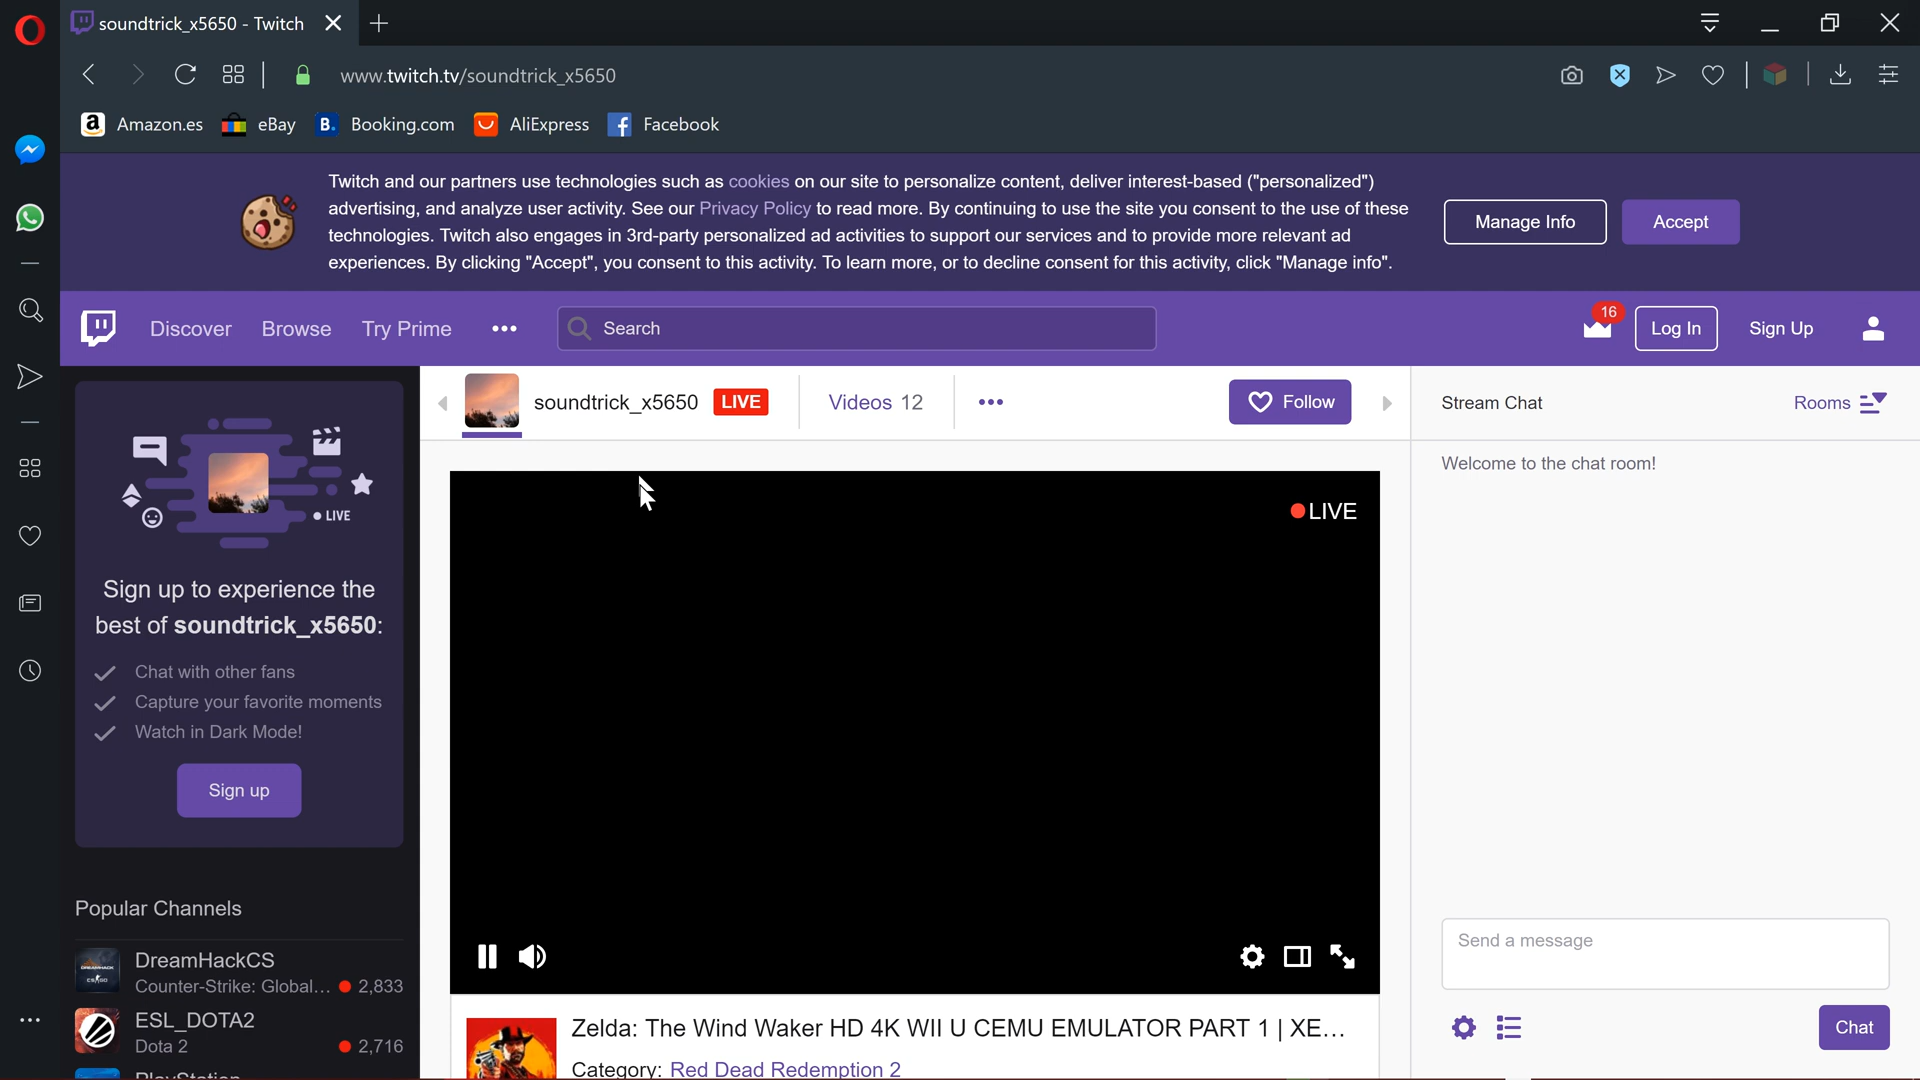 soundtrick_x5650 - Twitch
www.twitch.tv/soundtrick_x5650
a Amazon.es
eBay
B. Booking.com
AliExpress
f Facebook
Twitch and our partners use technologies such as cookies on our site to personalize content, deliver interest-based ("personalized")
advertising, and analyze user activity. See our Privacy Policy to read more. By continuing to use the site you consent to the use of these
technologies. Twitch also engages in 3rd-party personalized ad activities to support our services and to provide more relevant ad
experiences. By clicking "Accept", you consent to this activity. To learn more, or to decline consent for this activity, click "Manage info".
Manage Info
Accept
Discover
Browse
Try Prime
Search
16
Log In
Sign Up
LIVE
Sign up to experience the
best of soundtrick_x5650:
Chat with other fans
Capture your favorite moments
Watch in Dark Mode!
Sign up
Popular Channels
DreamHackCS
Counter-Strike: Global... 2,833
ESL_DOTA2
Dota 2 2,716
soundtrick_x5650 LIVE
Videos 12
Follow
LIVE
Zelda: The Wind Waker HD 4K WII U CEMU EMULATOR PART 1 | XE...
Category: Red Dead Redemption 2
Stream Chat
Rooms
Welcome to the chat room!
Send a message
Chat